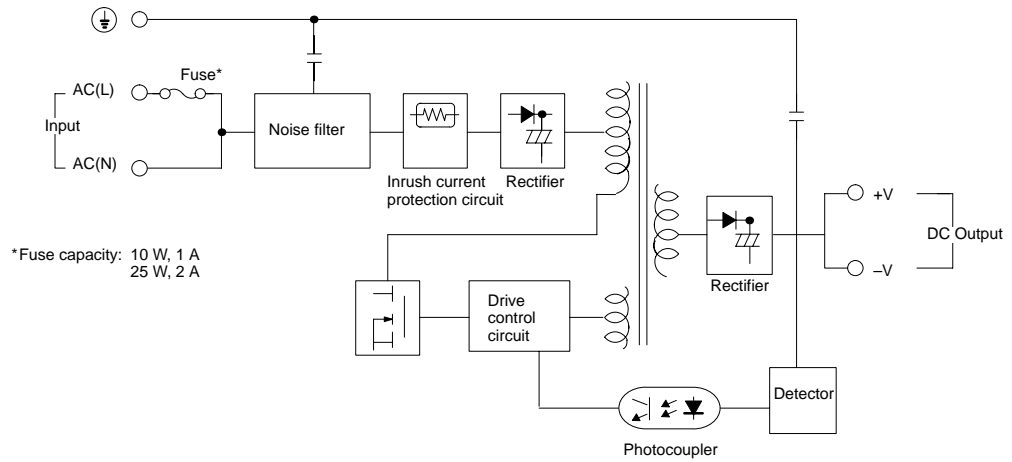 Fuse*
AC(L)
Input
AC(N)
Noise filter
Inrush current
protection circuit
Rectifier
+V
DC Output
–V
Rectifier
*Fuse capacity: 10 W, 1 A
25 W, 2 A
Drive
control
circuit
Detector
Photocoupler